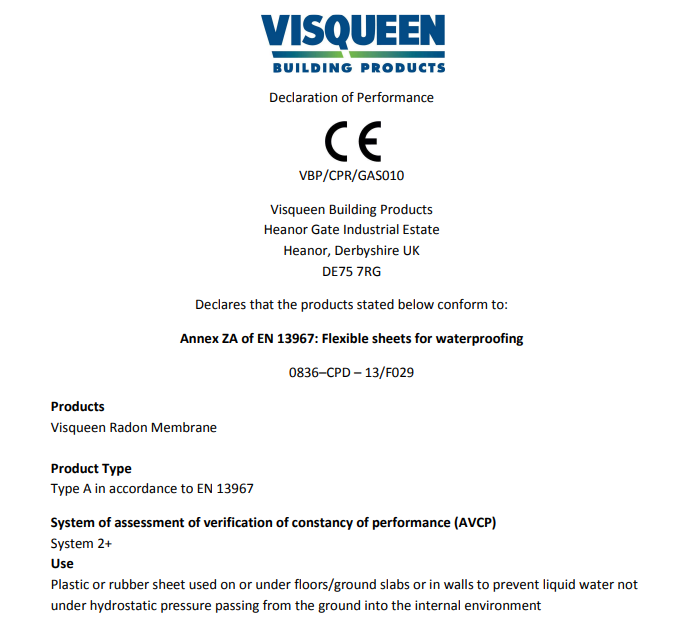 VISQUEEN
BUILDING PRODUCTS
Declaration of Performance
CE
VBP/CPR/GAS010
Visqueen Building Products
Heanor Gate Industrial Estate
Heanor, Derbyshire UK
DE75 7RG
Declares that the products stated below conform to:
Annex ZA of EN 13967: Flexible sheets for waterproofing
0836–CPD – 13/F029
Products
Visqueen Radon Membrane
Product Type
Type A in accordance to EN 13967
System of assessment of verification of constancy of performance (AVCP)
System 2+
Use
Plastic or rubber sheet used on or under floors/ground slabs or in walls to prevent liquid water not
under hydrostatic pressure passing from the ground into the internal environment